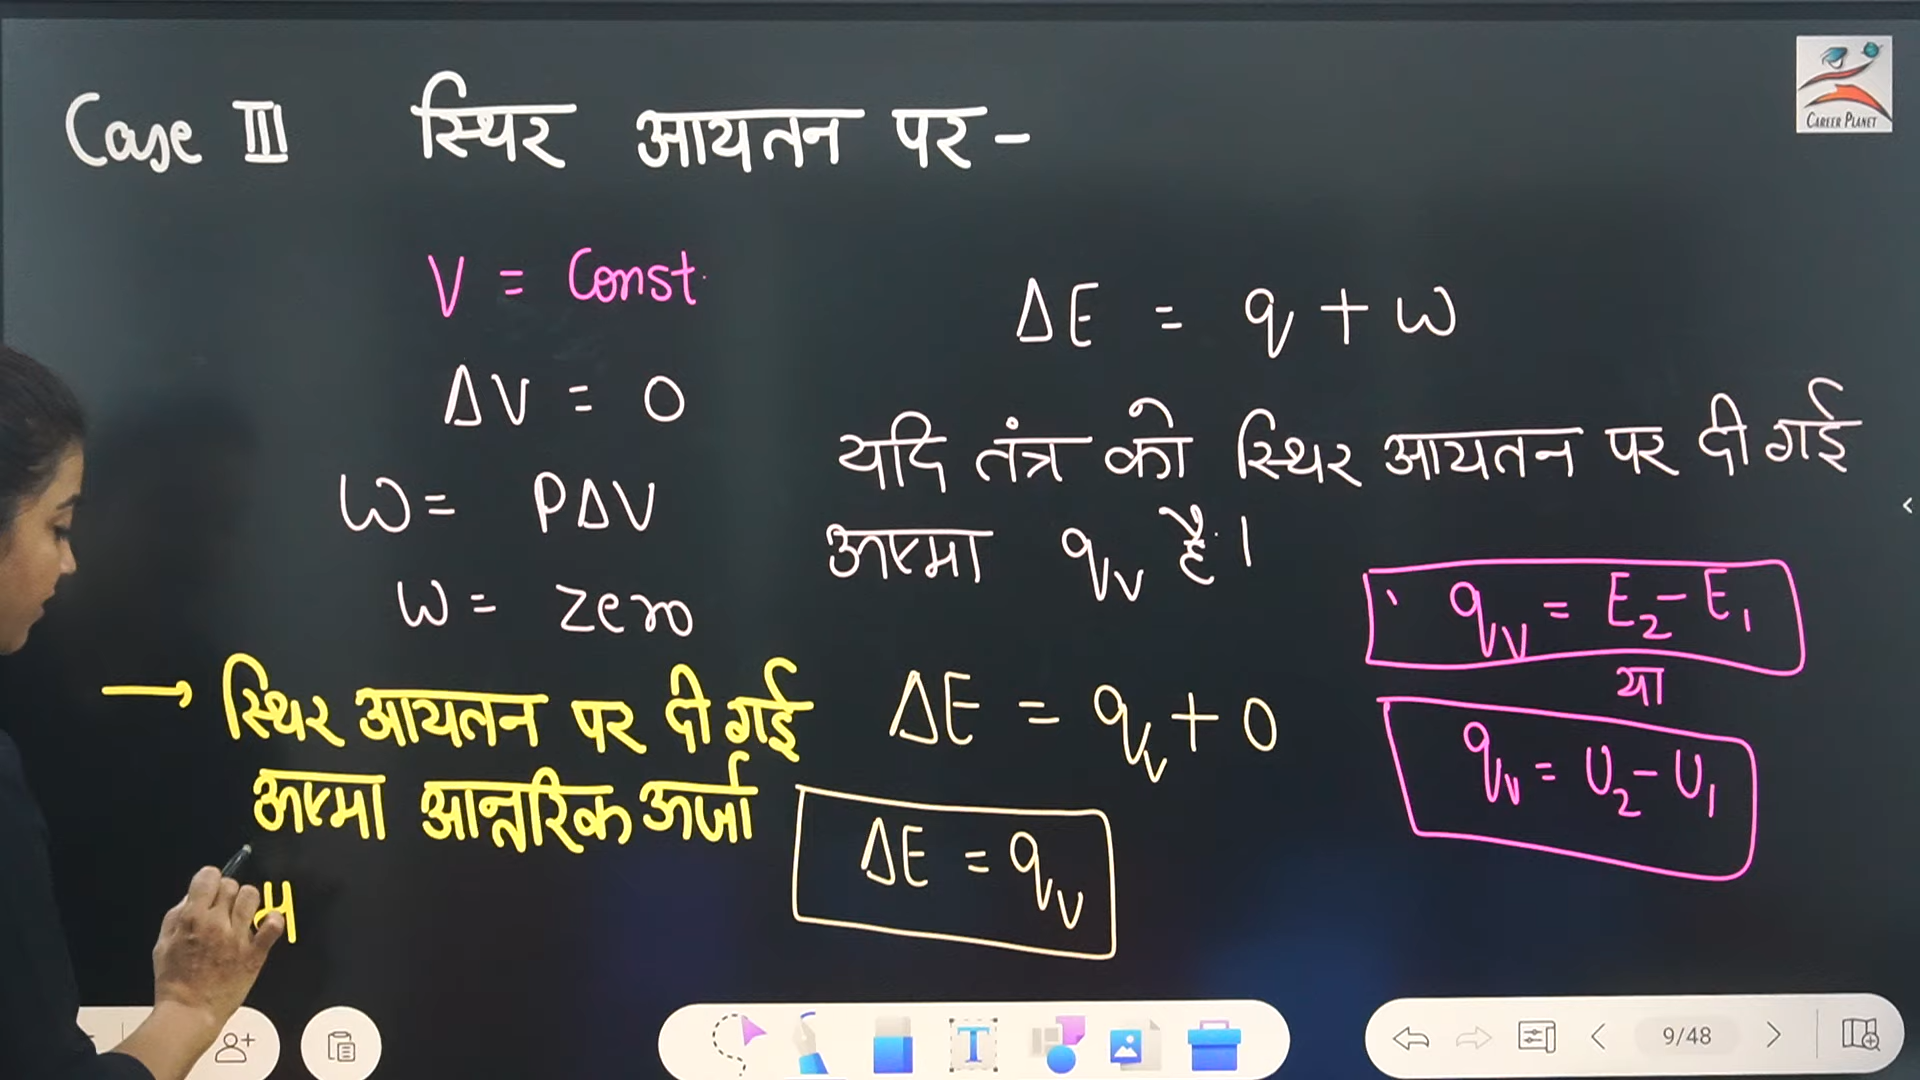 Case III स्थिर आयतन पर -
V = Const.
ΔV = 0
W = PΔV
W = Zero
→ स्थिर आयतन पर दी गई
ऊष्मा आन्तरिक ऊर्जा
ΔE = q + W
यदि तंत्र को स्थिर आयतन पर दी गई
ऊष्मा qv है।
ΔE = qv + 0
ΔE = qv
qv = E2 - E1
या
qv = U2 - U1
CAREER PLANET
9/48